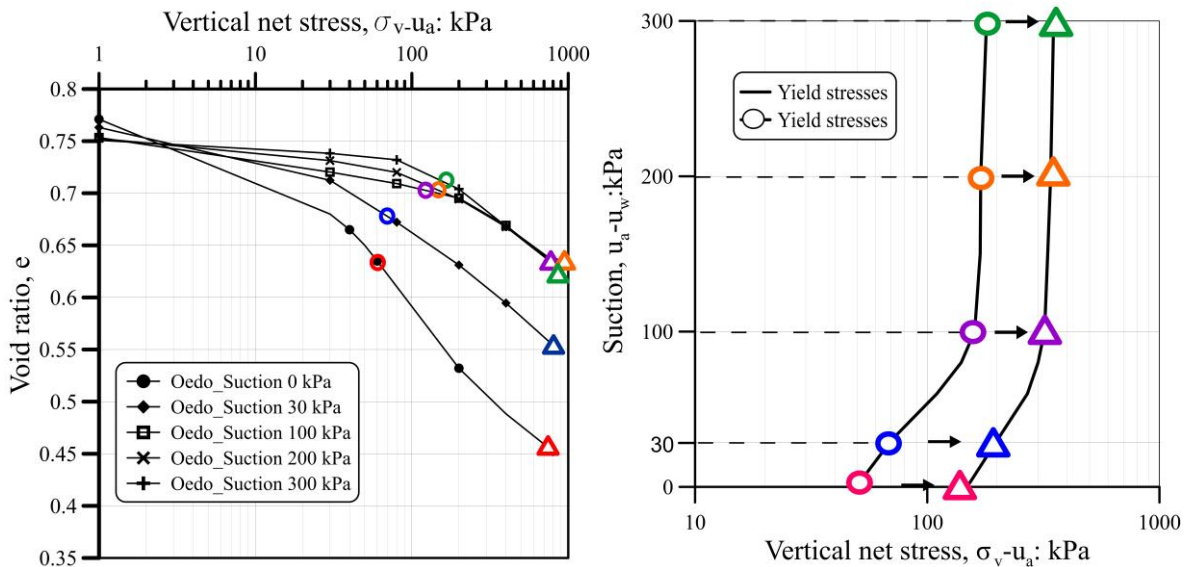 Vertical net stress, σv-ua: kPa
1 10 100 1000
0.8
0.75
0.7
0.65
0.6
0.55
0.5
0.45
0.4
0.35
Void ratio, e
Oedo_Suction 0 kPa
Oedo_Suction 30 kPa
Oedo_Suction 100 kPa
Oedo_Suction 200 kPa
Oedo_Suction 300 kPa
300
200
100
30
0
Suction, ua-uw:kPa
Yield stresses
Yield stresses
10 100 1000
Vertical net stress, σv-ua: kPa